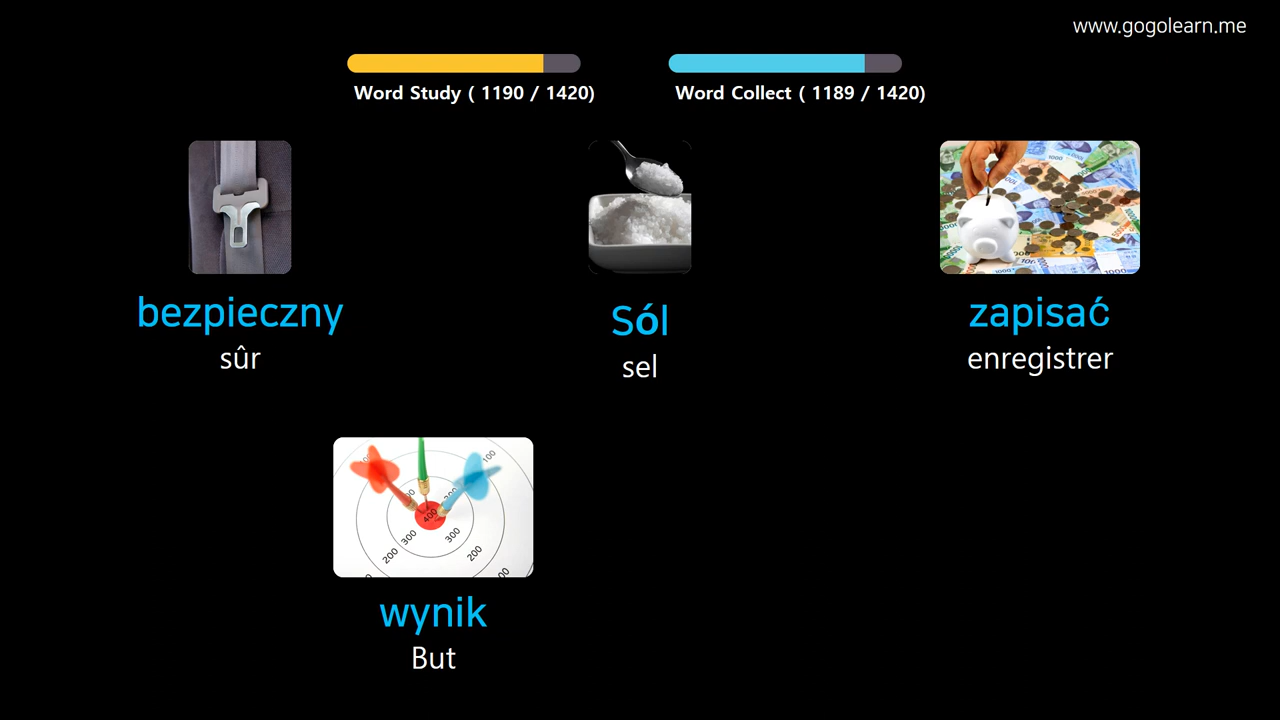 www.gogolearn.me
Word Study ( 1190 / 1420)
Word Collect ( 1189 / 1420)
bezpieczny
sûr
Sól
sel
zapisać
enregistrer
wynik
But